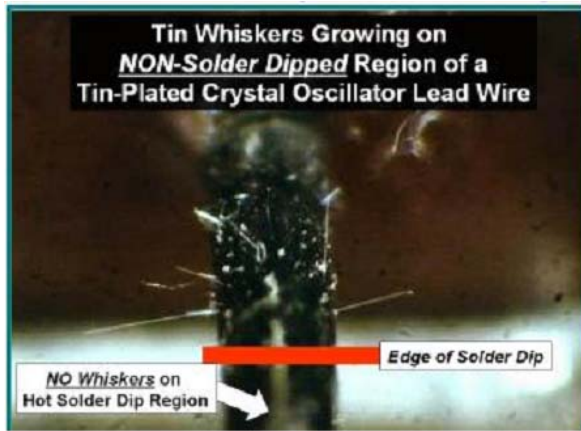 Tin Whiskers Growing on
NON-Solder Dipped Region of a
Tin-Plated Crystal Oscillator Lead Wire
Edge of Solder Dip
NO Whiskers on
Hot Solder Dip Region